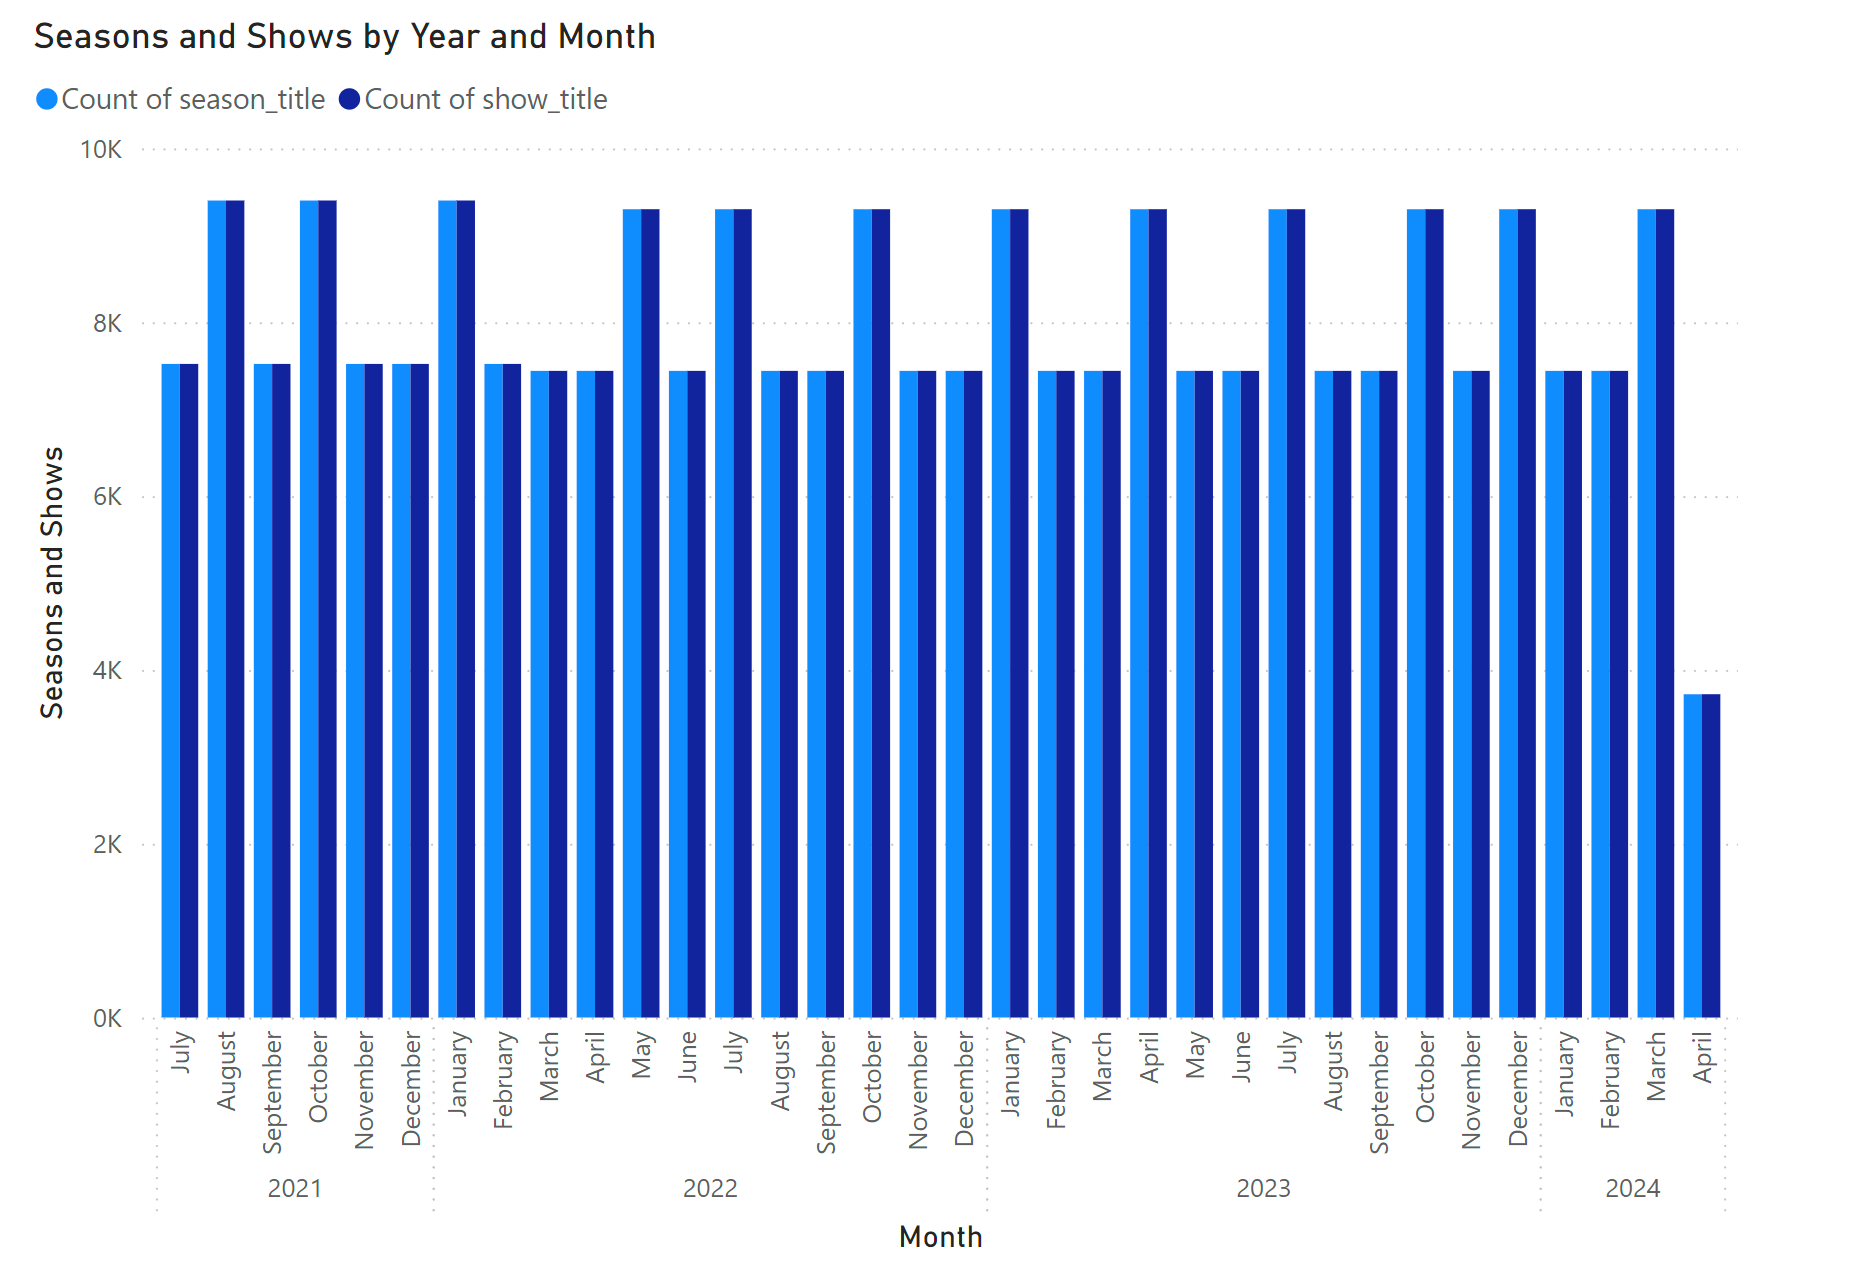 Seasons and Shows by Year and Month
Count of season_title Count of show_title
10K
8K
6K
4K
2K
0K
Seasons and Shows
July August September October November December January February March April May June July August September October November December January February March April May June July August September October November December January February March April
2021 2022 2023 2024
Month